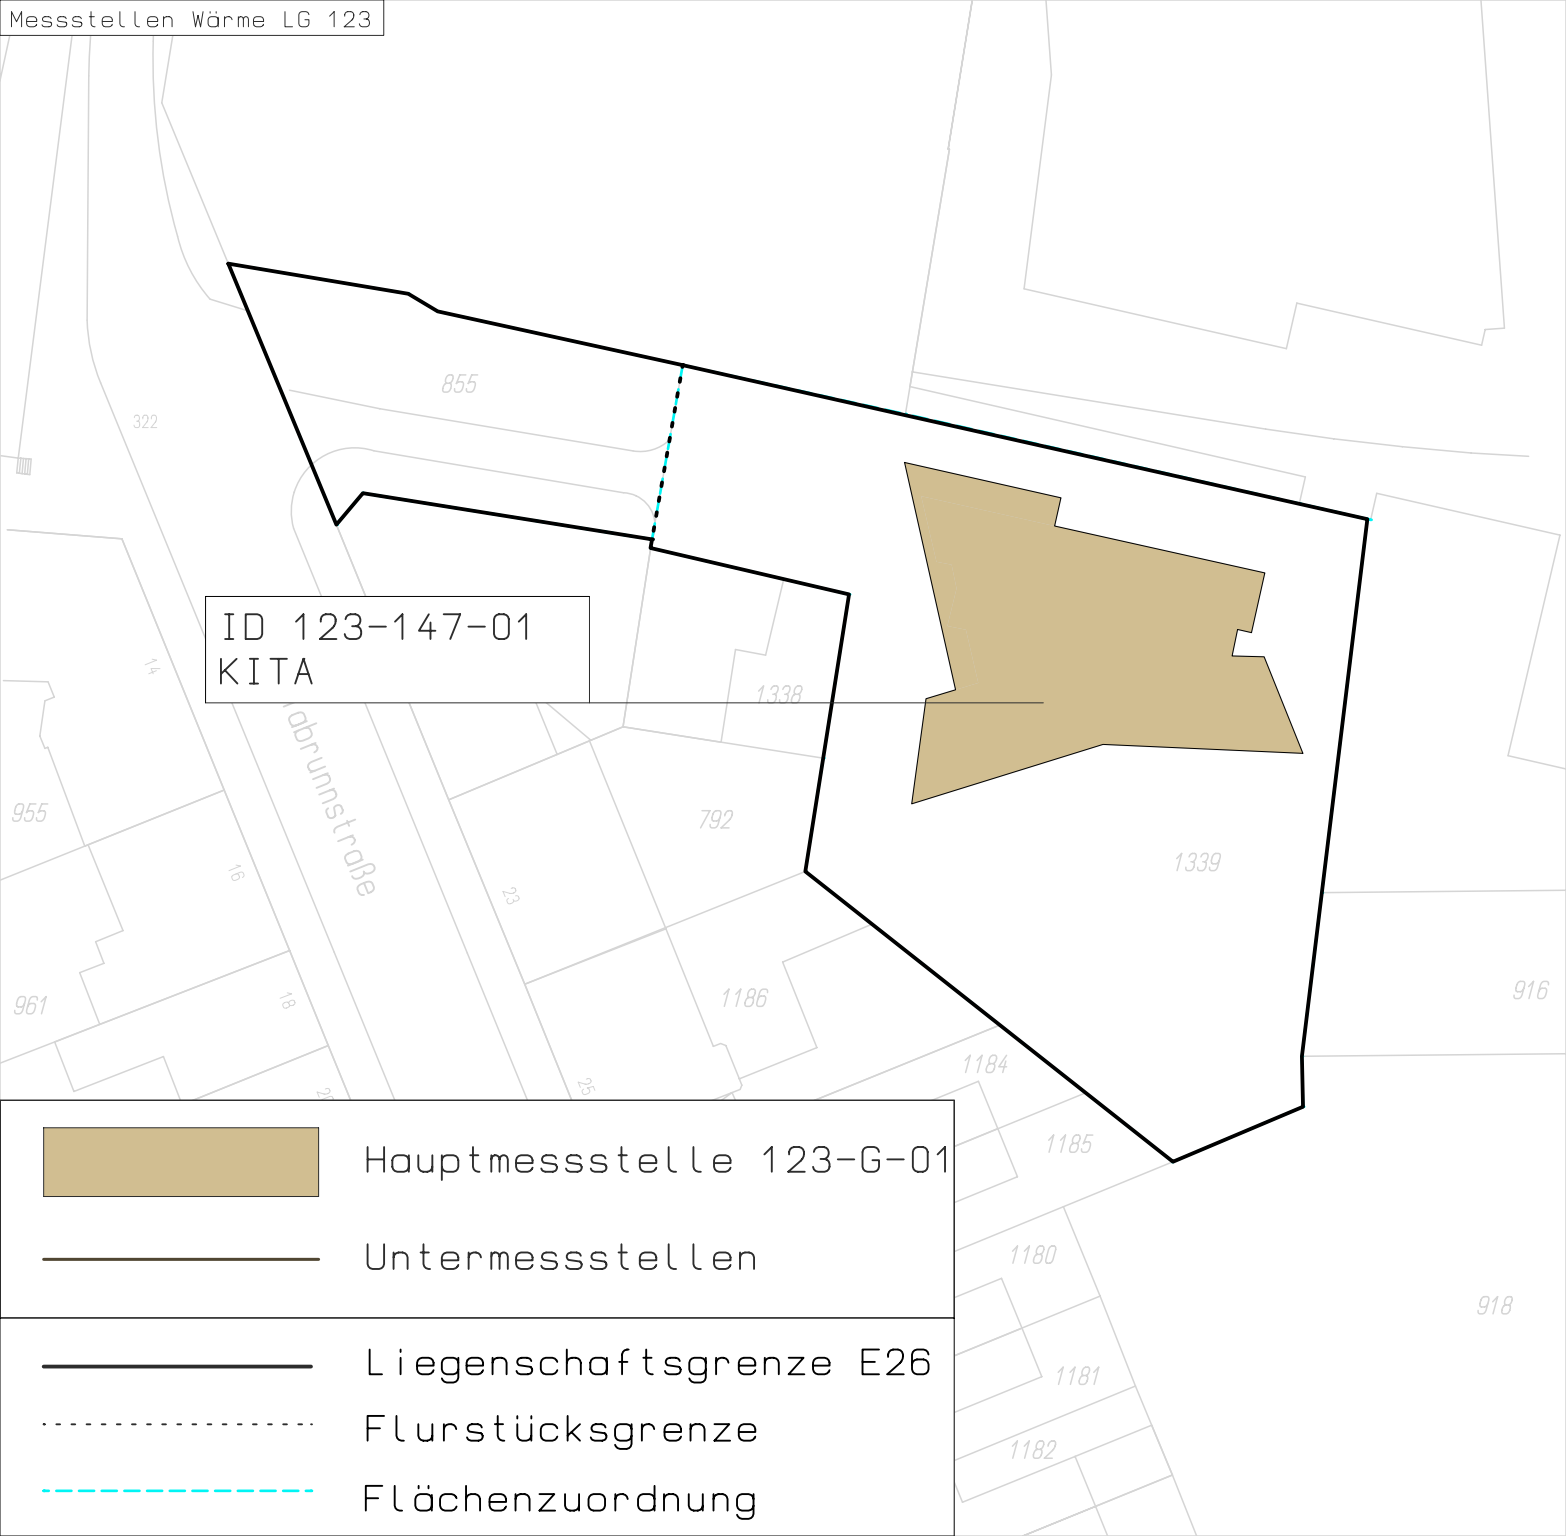 Messstellen Wärme LG 123
855
322
ID 123-147-01
KITA
14
1338
955
792
16
23
1339
961
18
1186
916
25
1184
1185
Hauptmessstelle 123-G-01
Untermessstellen
1180
918
Liegenschaftsgrenze E26
1181
Flurstücksgrenze
1182
Flächenzuordnung